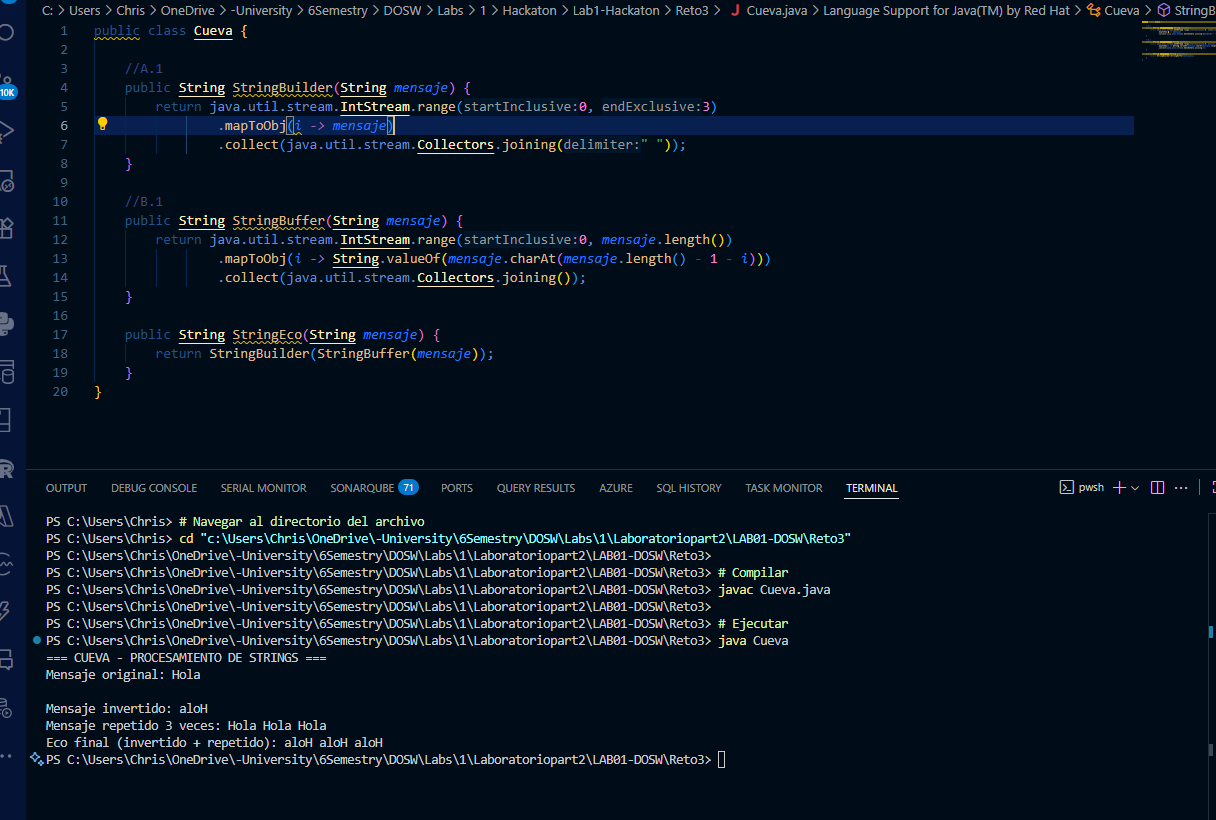 C: > Users > Chris > OneDrive > -University > 6Semestry > DOSW > Labs > 1 > Hackaton > Lab1-Hackaton > Reto3 > J Cueva.java > Language Support for Java(TM) by Red Hat > Cueva > StringB
1 public class Cueva {
2
3 //A.1
4 public String StringBuilder(String mensaje) {
5 return java.util.stream.IntStream.range(startInclusive:0, endExclusive:3)
6 .mapToObj(i -> mensaje)
7 .collect(java.util.stream.Collectors.joining(delimiter:" "));
8 }
9
10 //B.1
11 public String StringBuffer(String mensaje) {
12 return java.util.stream.IntStream.range(startInclusive:0, mensaje.length())
13 .mapToObj(i -> String.valueOf(mensaje.charAt(mensaje.length() - 1 - i)))
14 .collect(java.util.stream.Collectors.joining());
15 }
16
17 public String StringEco(String mensaje) {
18 return StringBuilder(StringBuffer(mensaje));
19 }
20 }
10K
OUTPUT DEBUG CONSOLE SERIAL MONITOR SONARQUBE 71 PORTS QUERY RESULTS AZURE SQL HISTORY TASK MONITOR TERMINAL pwsh
PS C:\Users\Chris> # Navegar al directorio del archivo
PS C:\Users\Chris> cd "c:\Users\Chris\OneDrive\-University\6Semestry\DOSW\Labs\1\Laboratoriopart2\LAB01-DOSW\Reto3"
PS C:\Users\Chris\OneDrive\-University\6Semestry\DOSW\Labs\1\Laboratoriopart2\LAB01-DOSW\Reto3>
PS C:\Users\Chris\OneDrive\-University\6Semestry\DOSW\Labs\1\Laboratoriopart2\LAB01-DOSW\Reto3> # Compilar
PS C:\Users\Chris\OneDrive\-University\6Semestry\DOSW\Labs\1\Laboratoriopart2\LAB01-DOSW\Reto3> javac Cueva.java
PS C:\Users\Chris\OneDrive\-University\6Semestry\DOSW\Labs\1\Laboratoriopart2\LAB01-DOSW\Reto3>
PS C:\Users\Chris\OneDrive\-University\6Semestry\DOSW\Labs\1\Laboratoriopart2\LAB01-DOSW\Reto3> # Ejecutar
PS C:\Users\Chris\OneDrive\-University\6Semestry\DOSW\Labs\1\Laboratoriopart2\LAB01-DOSW\Reto3> java Cueva
=== CUEVA - PROCESAMIENTO DE STRINGS ===
Mensaje original: Hola

Mensaje invertido: aloH
Mensaje repetido 3 veces: Hola Hola Hola
Eco final (invertido + repetido): aloH aloH aloH
PS C:\Users\Chris\OneDrive\-University\6Semestry\DOSW\Labs\1\Laboratoriopart2\LAB01-DOSW\Reto3>